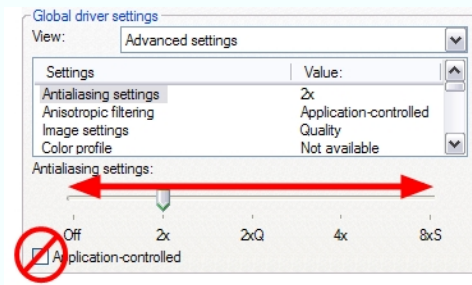 Global driver settings
View: Advanced settings
Settings Value:
Antialiasing settings 2x
Anisotropic filtering Application-controlled
Image settings Quality
Color profile Not available
Antialiasing settings:
Off 2x 2xQ 4x 8xS
Application-controlled